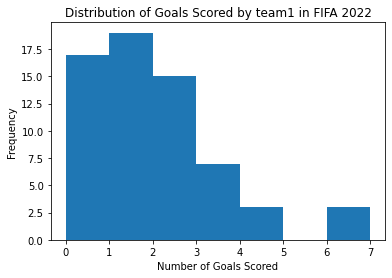 Distribution of Goals Scored by team1 in FIFA 2022
17.5
15.0
12.5
10.0
7.5
5.0
2.5
0.0
Frequency
0 1 2 3 4 5 6 7
Number of Goals Scored